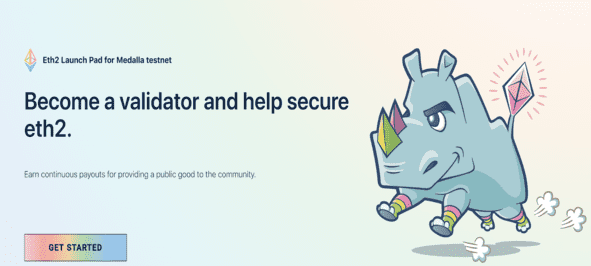 Eth2 Launch Pad for Medalla testnet
Become a validator and help secure
eth2.
Earn continuous payouts for providing a public good to the community.
GET STARTED